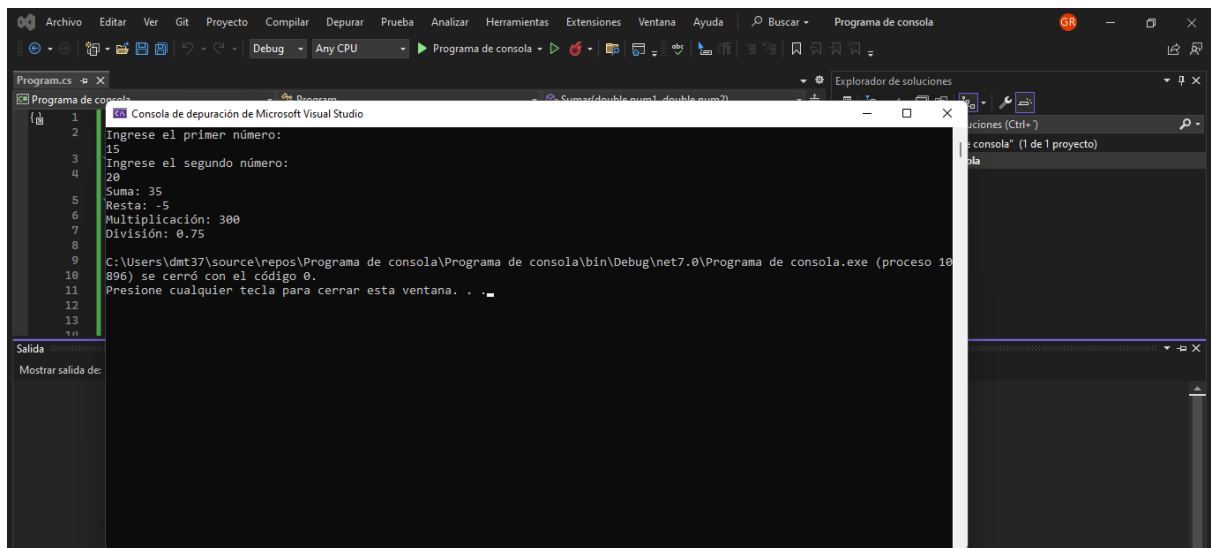 Archivo Editar Ver Git Proyecto Compilar Depurar Prueba Analizar Herramientas Extensiones Ventana Ayuda Buscar Programa de consola GR
Debug Any CPU Programa de consola
Program.cs
Explorador de soluciones
Programa de consola Program Sumar(double num1, double num2)
Consola de depuración de Microsoft Visual Studio
uciones (Ctrl+´)
consola" (1 de 1 proyecto)
ola
1
2
3
4
5
6
7
8
9
10
11
12
13
14
Ingrese el primer número:
15
Ingrese el segundo número:
20
Suma: 35
Resta: -5
Multiplicación: 300
División: 0.75
C:\Users\dmt37\source\repos\Programa de consola\Programa de consola\bin\Debug\net7.0\Programa de consola.exe (proceso 10
896) se cerró con el código 0.
Presione cualquier tecla para cerrar esta ventana. . .
Salida
Mostrar salida de: